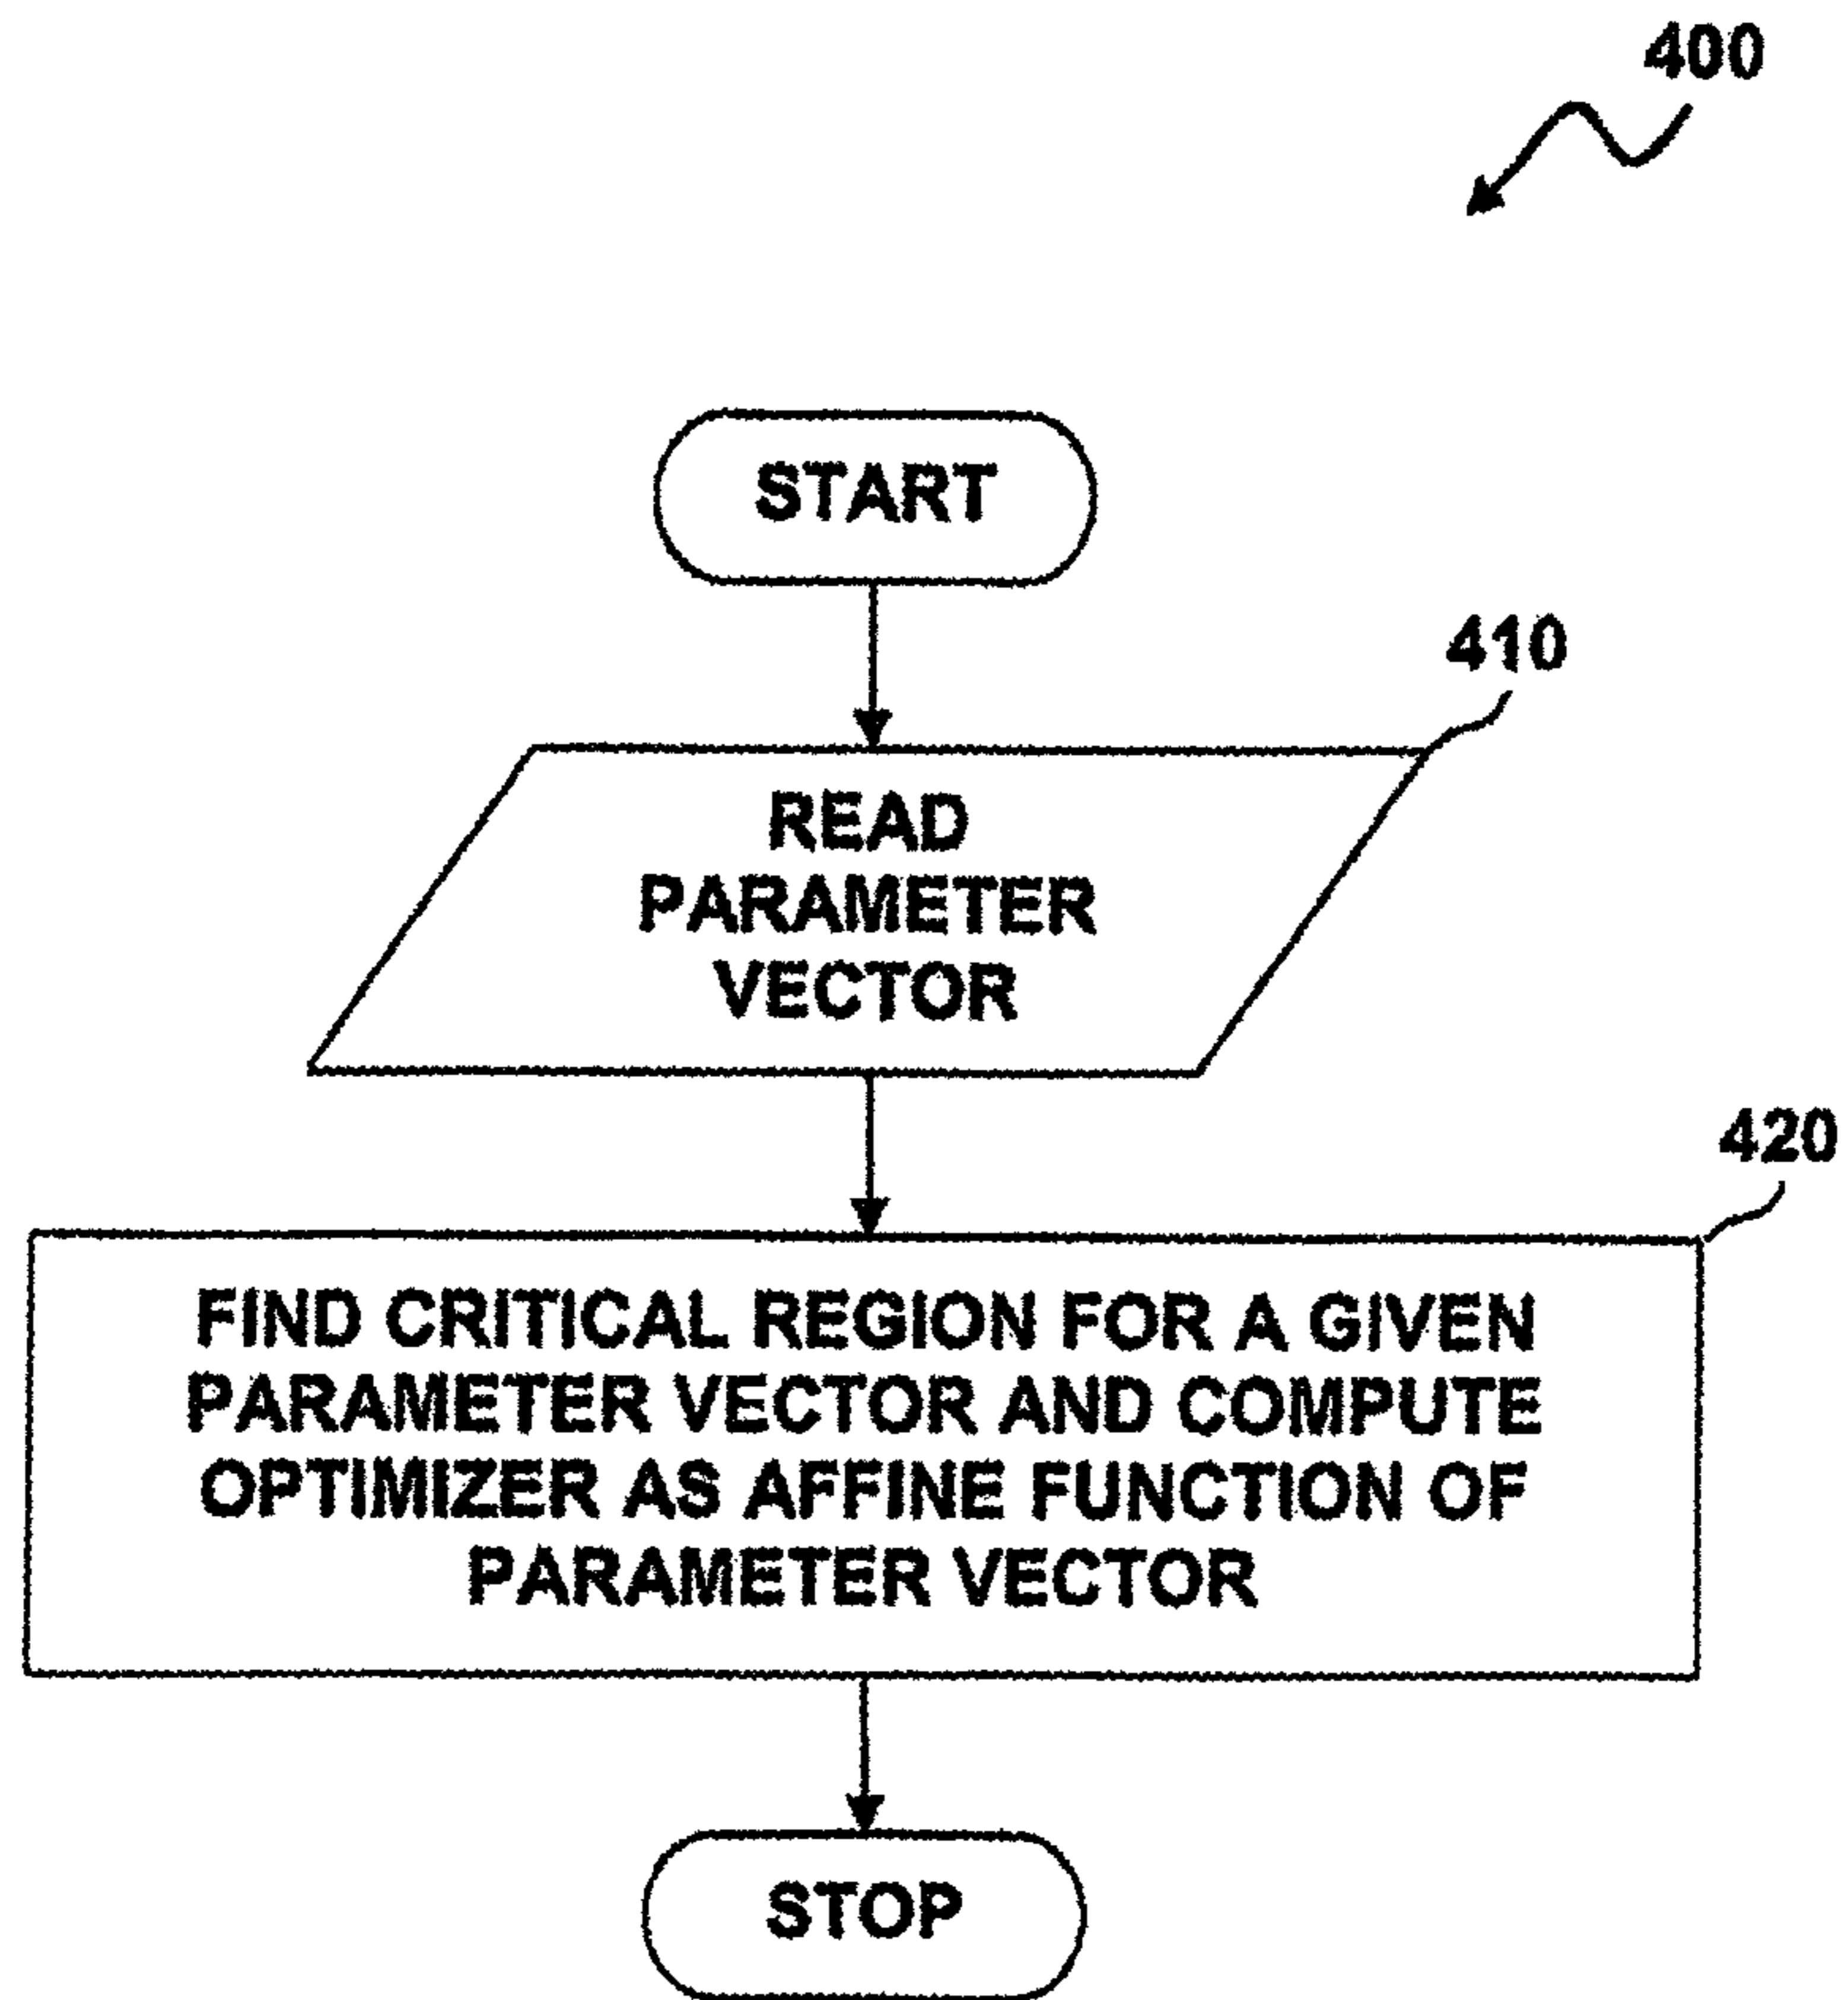 400
START
410
READ
PARAMETER
VECTOR
420
FIND CRITICAL REGION FOR A GIVEN
PARAMETER VECTOR AND COMPUTE
OPTIMIZER AS AFFINE FUNCTION OF
PARAMETER VECTOR
STOP